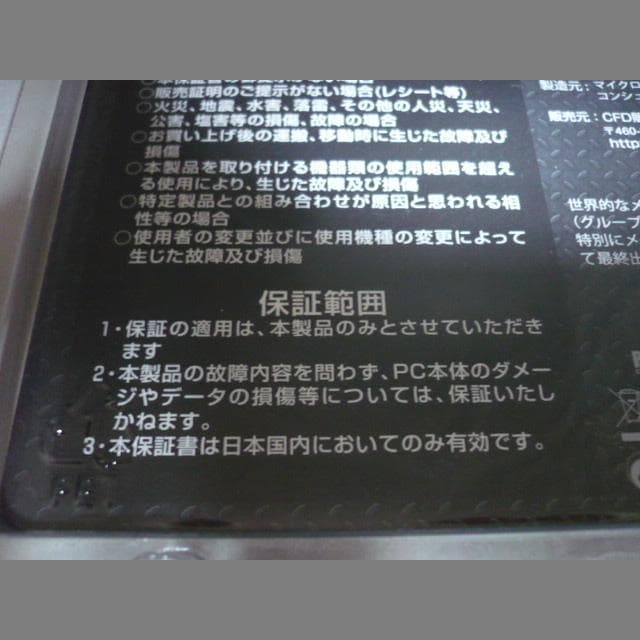 ○販売証明のご提示がない場合(レシート等)
○火災、地震、水害、落雷、その他の人災、天災、
公害、塩害等の損傷、故障の場合
○お買い上げ後の運搬、移動時に生じた故障及び
損傷
○本製品を取り付ける機器類の使用範囲を超え
る使用により、生じた故障及び損傷
○特定製品との組み合わせが原因と思われる相
性等の場合
○使用者の変更並びに使用機種の変更によって
生じた故障及び損傷
保証範囲
1・保証の適用は、本製品のみとさせていただき
ます
2・本製品の故障内容を問わず、PC本体のダメー
ジやデータの損傷等については、保証いたし
かねます。
3・本保証書は日本国内においてのみ有効です。
製造元：マイクロ
コンシュ
販売元：CFD販
〒460-
http
世界的なメ
(グループ
特別にメ
て最終出